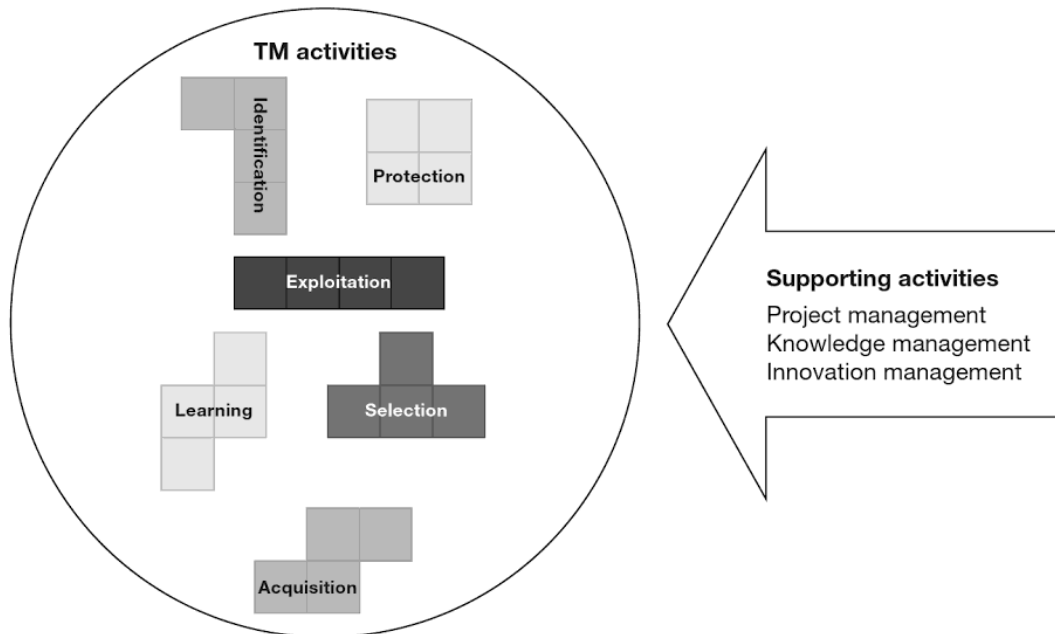 TM activities
Identification
Protection
Exploitation
Learning
Selection
Acquisition
Supporting activities
Project management
Knowledge management
Innovation management